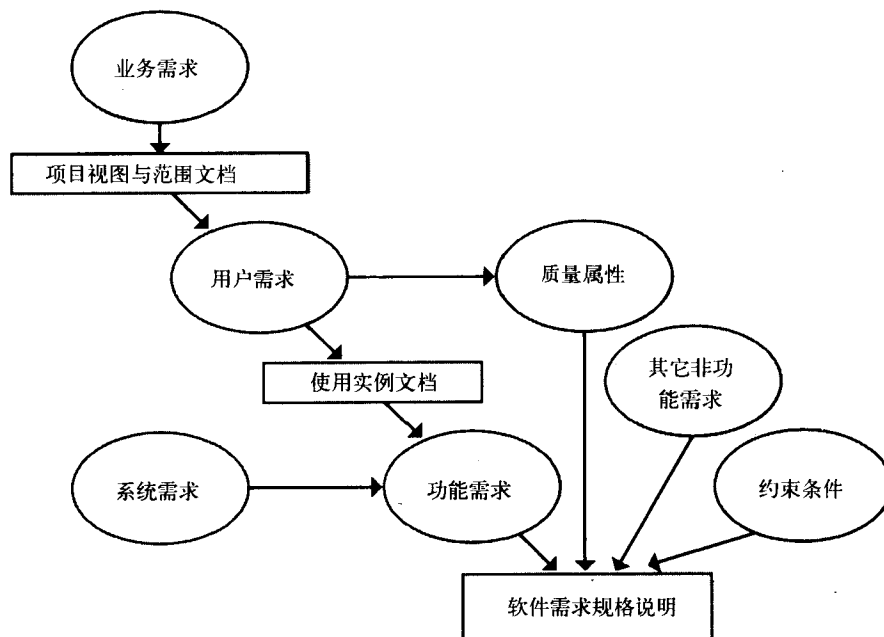 业务需求
项目视图与范围文档
用户需求
质量属性
使用实例文档
其它非功
能需求
系统需求
功能需求
约束条件
软件需求规格说明